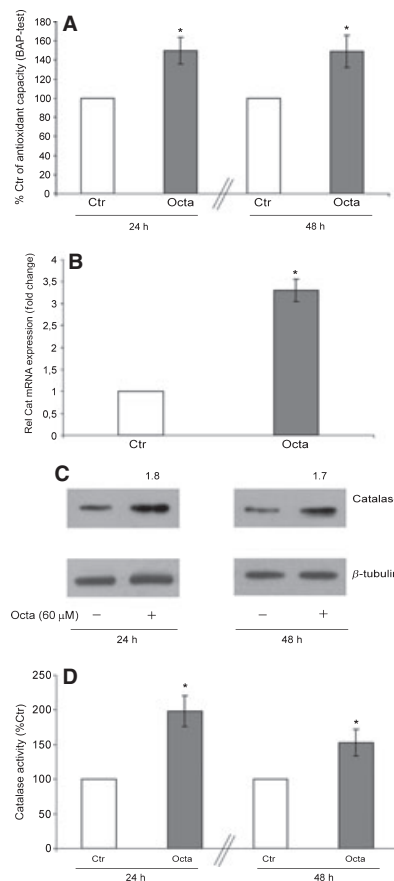 A
% Ctr of antioxidant capacity (BAP-test)
180
160
140
120
100
80
60
40
20
0
*
*
Ctr
Octa
Ctr
Octa
24 h
48 h
B
Rel Cat mRNA expression (fold change)
4
3,5
3
2,5
2
1,5
1
0,5
0
*
Ctr
Octa
C
1.8
1.7
Catalas
β-tubulin
Octa (60 μM) − + − +
24 h
48 h
D
Catalase activity (%Ctr)
250
200
150
100
50
0
*
*
Ctr
Octa
Ctr
Octa
24 h
48 h